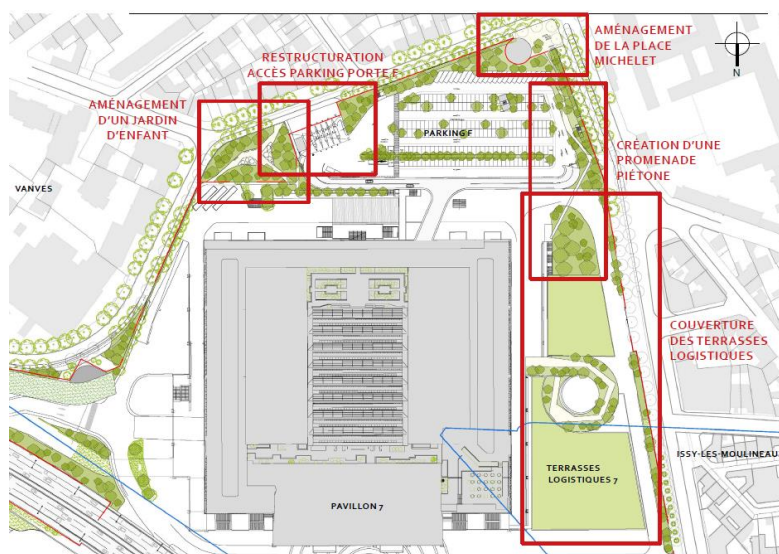 AMÉNAGEMENT
DE LA PLACE
MICHELET
RESTRUCTURATION
ACCÈS PARKING PORTE F
N
AMÉNAGEMENT
D'UN JARDIN
D'ENFANT
PARKING F
CRÉATION D'UNE
PROMENADE
PIÉTONE
VANVES
COUVERTURE
DES TERRASSES
LOGISTIQUES
ISSY-LES-MOULINEAU
TERRASSES
LOGISTIQUES 7
PAVILLON 7